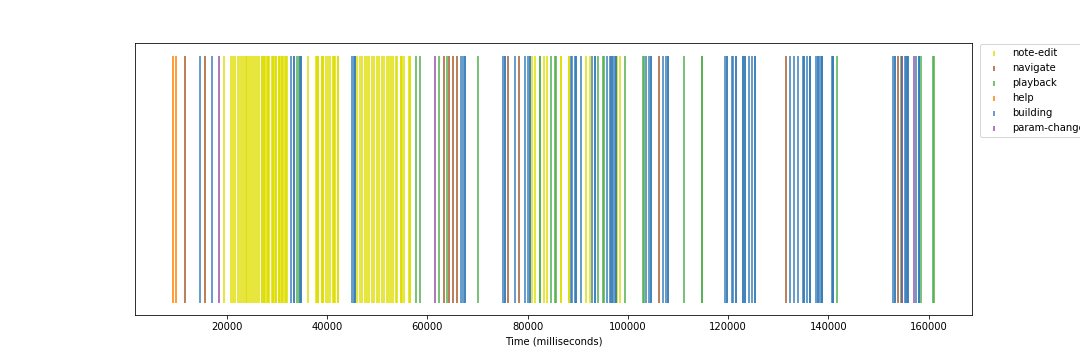 note-edit
navigate
playback
help
building
param-change
20000 40000 60000 80000 100000 120000 140000 160000
Time (milliseconds)